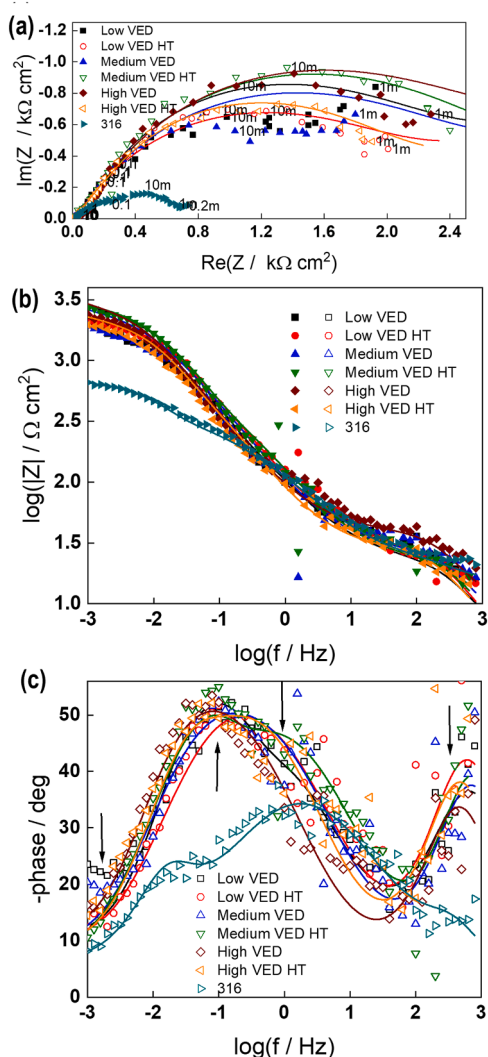 (a)
Im(Z / kΩ cm²)
-1.4
-1.2
-1.0
-0.8
-0.6
-0.4
-0.2
0.0
Low VED
Low VED HT
Medium VED
Medium VED HT
High VED
High VED HT
316
10m
10m
1m
10m
10m
10m
1m
1m
10m
1m
0.1
0.1
0.1
10m
0.2m
0.0 0.4 0.8 1.2 1.6 2.0 2.4
Re(Z / kΩ cm²)
(b)
log(|Z| / Ω cm²)
3.5
3.0
2.5
2.0
1.5
1.0
Low VED
Low VED HT
Medium VED
Medium VED HT
High VED
High VED HT
316
-3 -2 -1 0 1 2 3
log(f / Hz)
(c)
-phase / deg
50
40
30
20
10
0
Low VED
Low VED HT
Medium VED
Medium VED HT
High VED
High VED HT
316
-3 -2 -1 0 1 2 3
log(f / Hz)